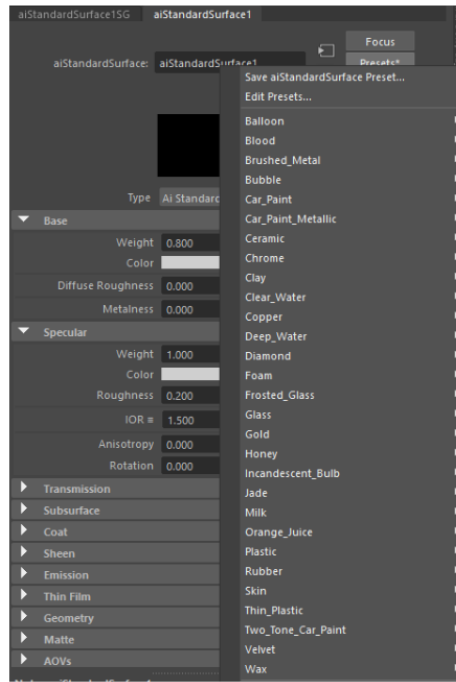 aiStandardSurface1SG aiStandardSurface1
Focus
aiStandardSurface: aiStandardSurface1 Presets*
Save aiStandardSurface Preset...
Edit Presets...
Balloon
Blood
Brushed_Metal
Bubble
Type Ai Standard Car_Paint
Base Car_Paint_Metallic
Weight 0.800 Ceramic
Color Chrome
Diffuse Roughness 0.000 Clay
Clear_Water
Metalness 0.000 Copper
Specular Deep_Water
Weight 1.000 Diamond
Color Foam
Roughness 0.200 Frosted_Glass
IOR 1.500 Glass
Gold
Anisotropy 0.000 Honey
Rotation 0.000 Incandescent_Bulb
Transmission Jade
Subsurface Milk
Coat Orange_Juice
Sheen Plastic
Emission Rubber
Thin Film Skin
Geometry Thin_Plastic
Matte Two_Tone_Car_Paint
Velvet
AOVs Wax